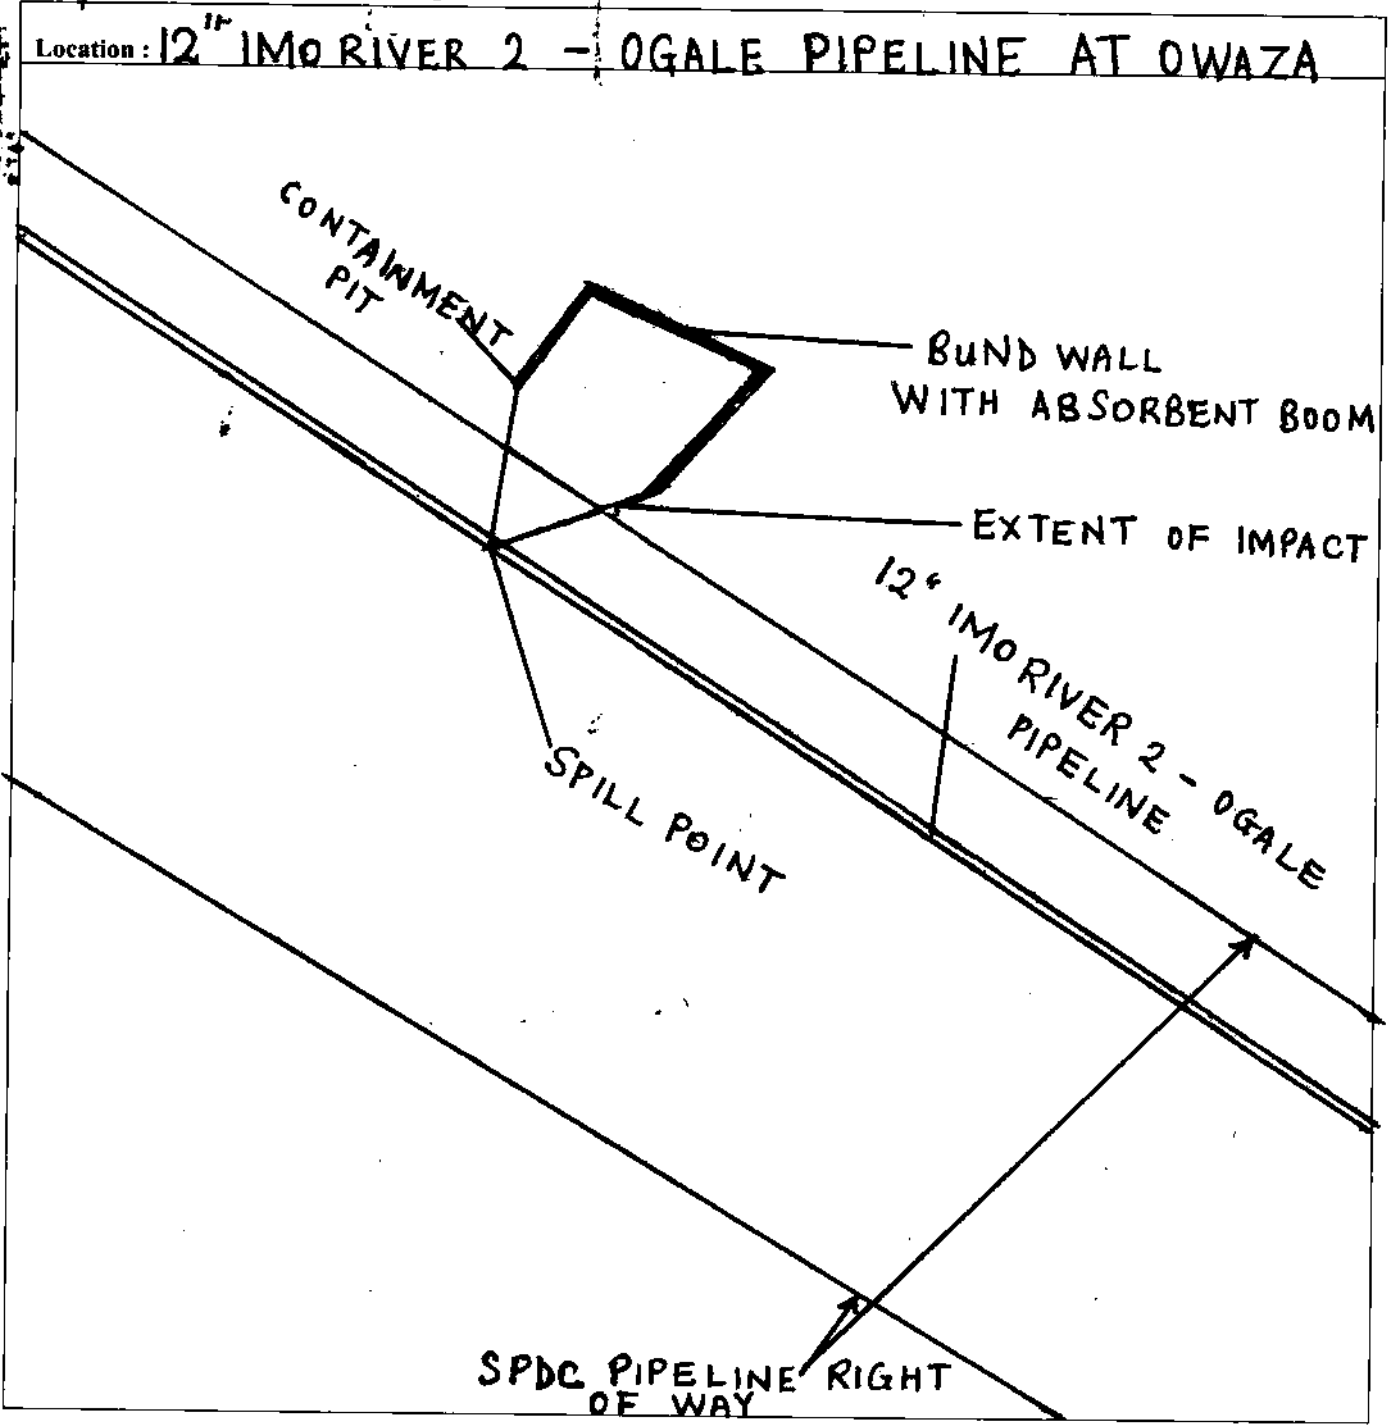 Location : 12" IMO RIVER 2 - OGALE PIPELINE AT OWAZA
CONTAINMENT
PIT
BUND WALL
WITH ABSORBENT BOOM
EXTENT OF IMPACT
12" IMO RIVER 2 - OGALE
PIPELINE
SPILL POINT
SPDC PIPELINE RIGHT
OF WAY